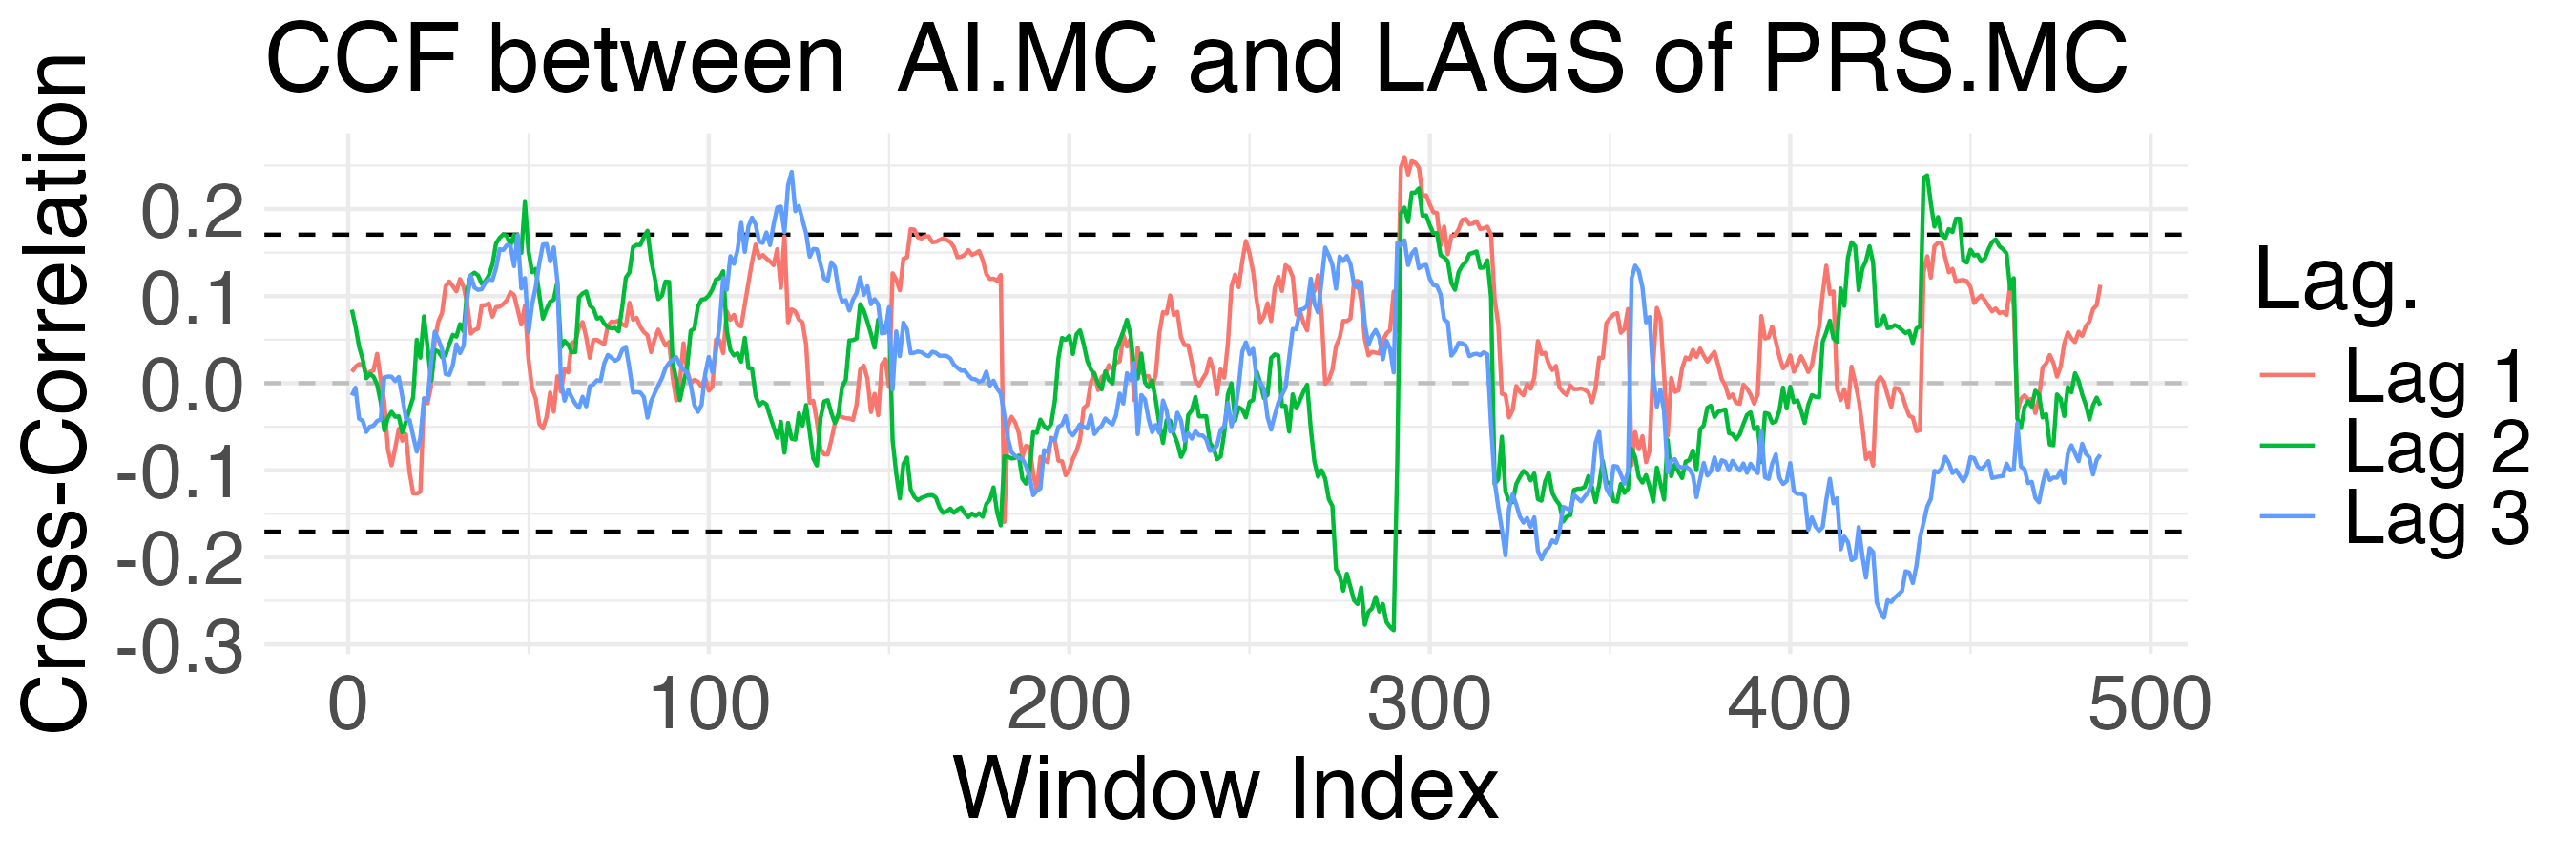 CCF between  AI.MC and LAGS of PRS.MC
Cross-Correlation
0.2
0.1
0.0
-0.1
-0.2
-0.3
0 100 200 300 400 500
Window Index
Lag.
Lag 1
Lag 2
Lag 3